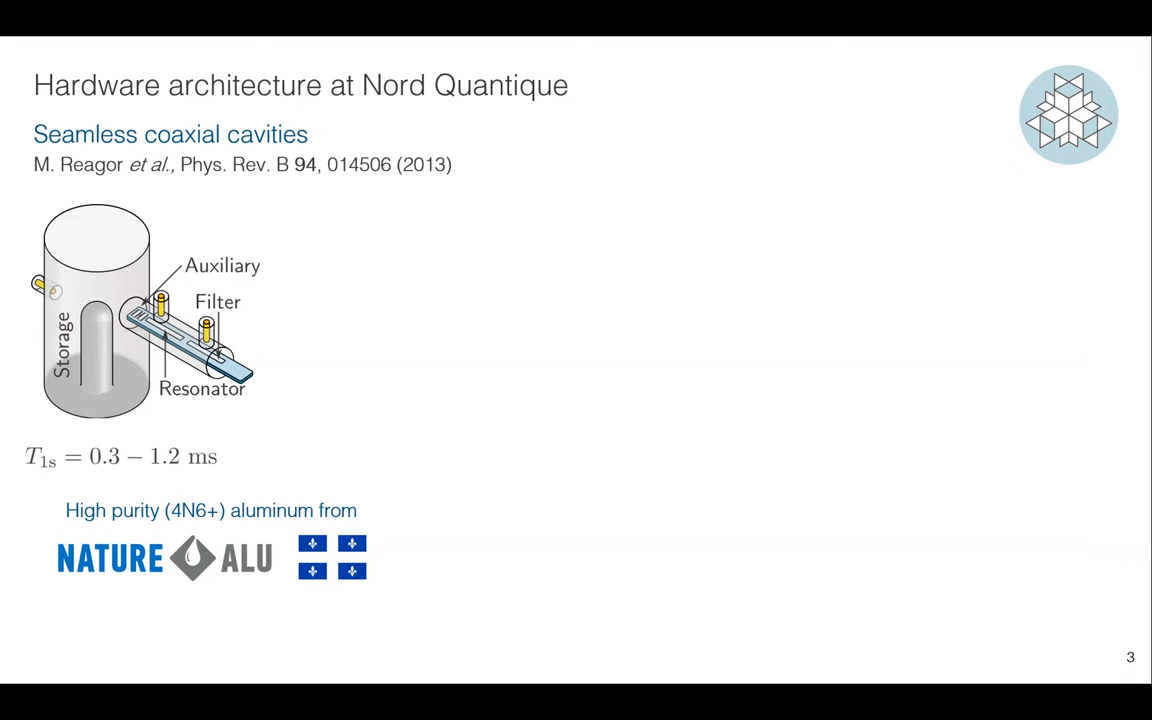 Hardware architecture at Nord Quantique
Seamless coaxial cavities
M. Reagor et al., Phys. Rev. B 94, 014506 (2013)
Auxiliary
Filter
Storage
Resonator
T1s = 0.3 − 1.2 ms
High purity (4N6+) aluminum from
NATURE ALU
3